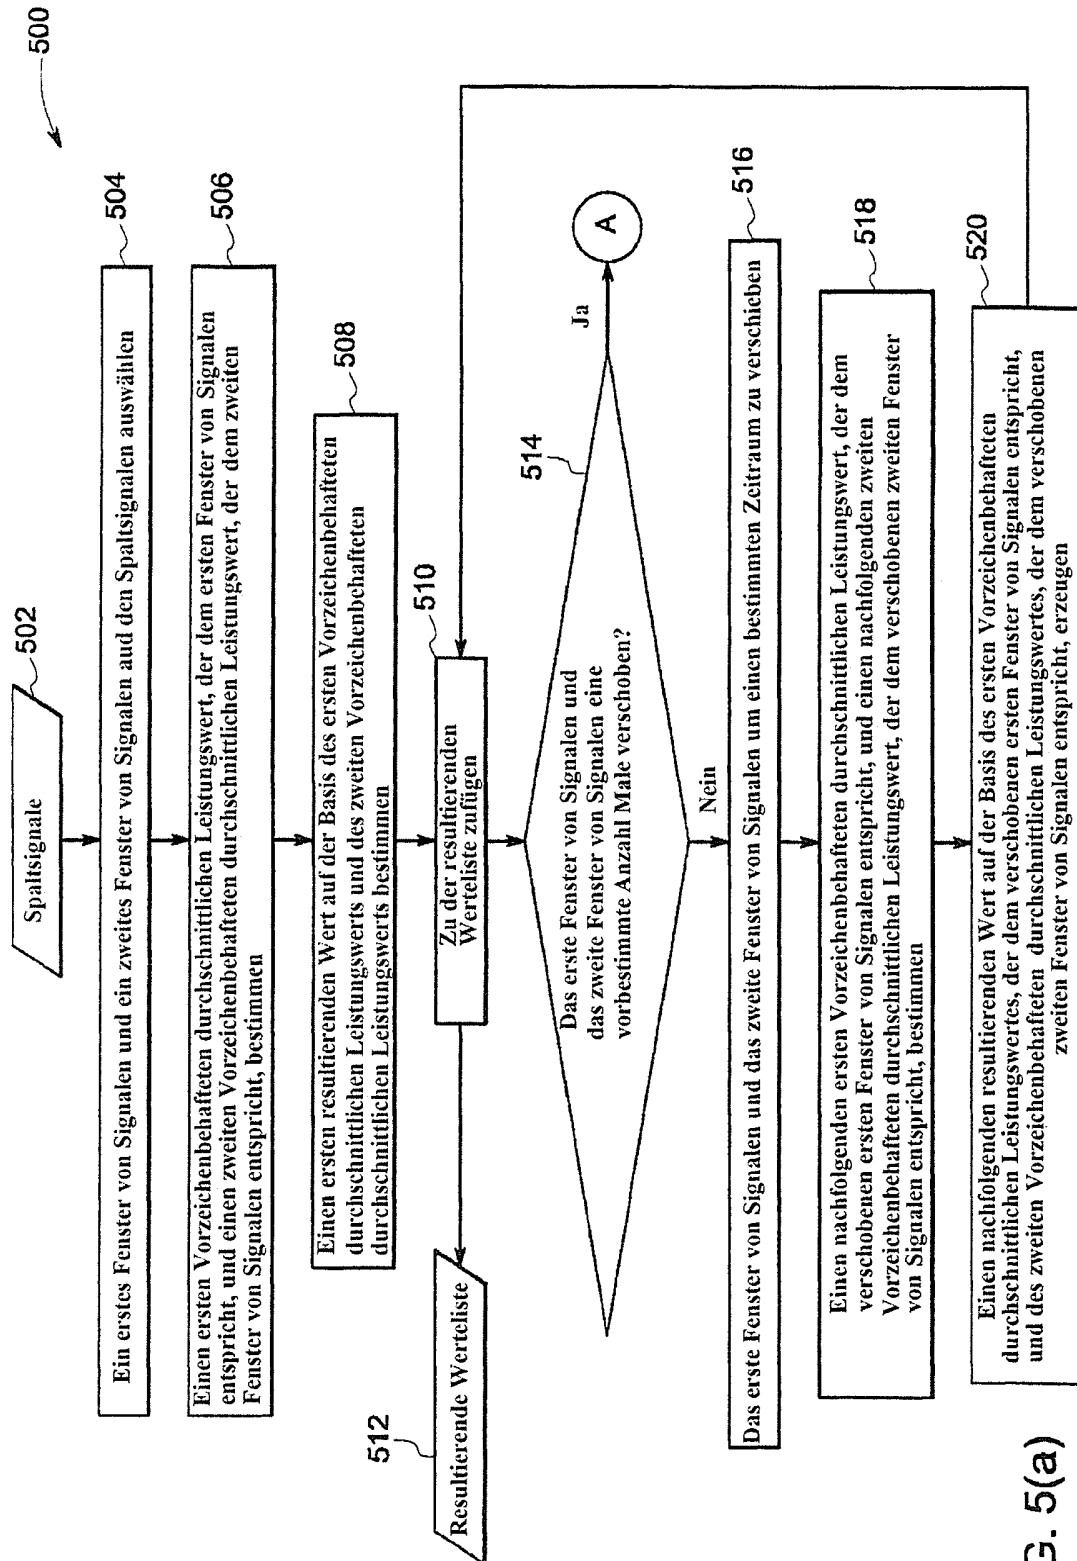 500
502
Spaltsignale
504
Ein erstes Fenster von Signalen und ein zweites Fenster von Signalen aud den Spaltsignalen auswählen
506
Einen ersten Vorzeichenbehafteten durchschnittlichen Leistungswert, der dem ersten Fenster von Signalen
entspricht, und einen zweiten Vorzeichenbehafteten durchschnittlichen Leistungswert, der dem zweiten
Fenster von Signalen entspricht, bestimmen
508
Einen ersten resultierenden Wert auf der Basis des ersten Vorzeichenbehafteten
durchschnittlichen Leistungswerts und des zweiten Vorzeichenbehafteten
durchschnittlichen Leistungswerts bestimmen
510
Zu der resultierenden
Werteliste zufügen
512
Resultierende Werteliste
514
Das erste Fenster von Signalen und
das zweite Fenster von Signalen eine
vorbestimmte Anzahl Male verschoben?
Ja
A
Nein
516
Das erste Fenster von Signalen und das zweite Fenster von Signalen um einen bestimmten Zeitraum zu verschieben
518
Einen nachfolgenden ersten Vorzeichenbehafteten durchschnittlichen Leistungswert, der dem
verschobenen ersten Fenster von Signalen entspricht, und einen nachfolgenden zweiten
Vorzeichenbehafteten durchschnittlichen Leistungswert, der dem verschobenen zweiten Fenster
von Signalen entspricht, bestimmen
520
Einen nachfolgenden resultierenden Wert auf der Basis des ersten Vorzeichenbehafteten
durchschnittlichen Leistungswertes, der dem verschobenen ersten Fenster von Signalen entspricht,
und des zweiten Vorzeichenbehafteten durchschnittlichen Leistungswertes, der dem verschobenen
zweiten Fenster von Signalen entspricht, erzeugen
G. 5(a)